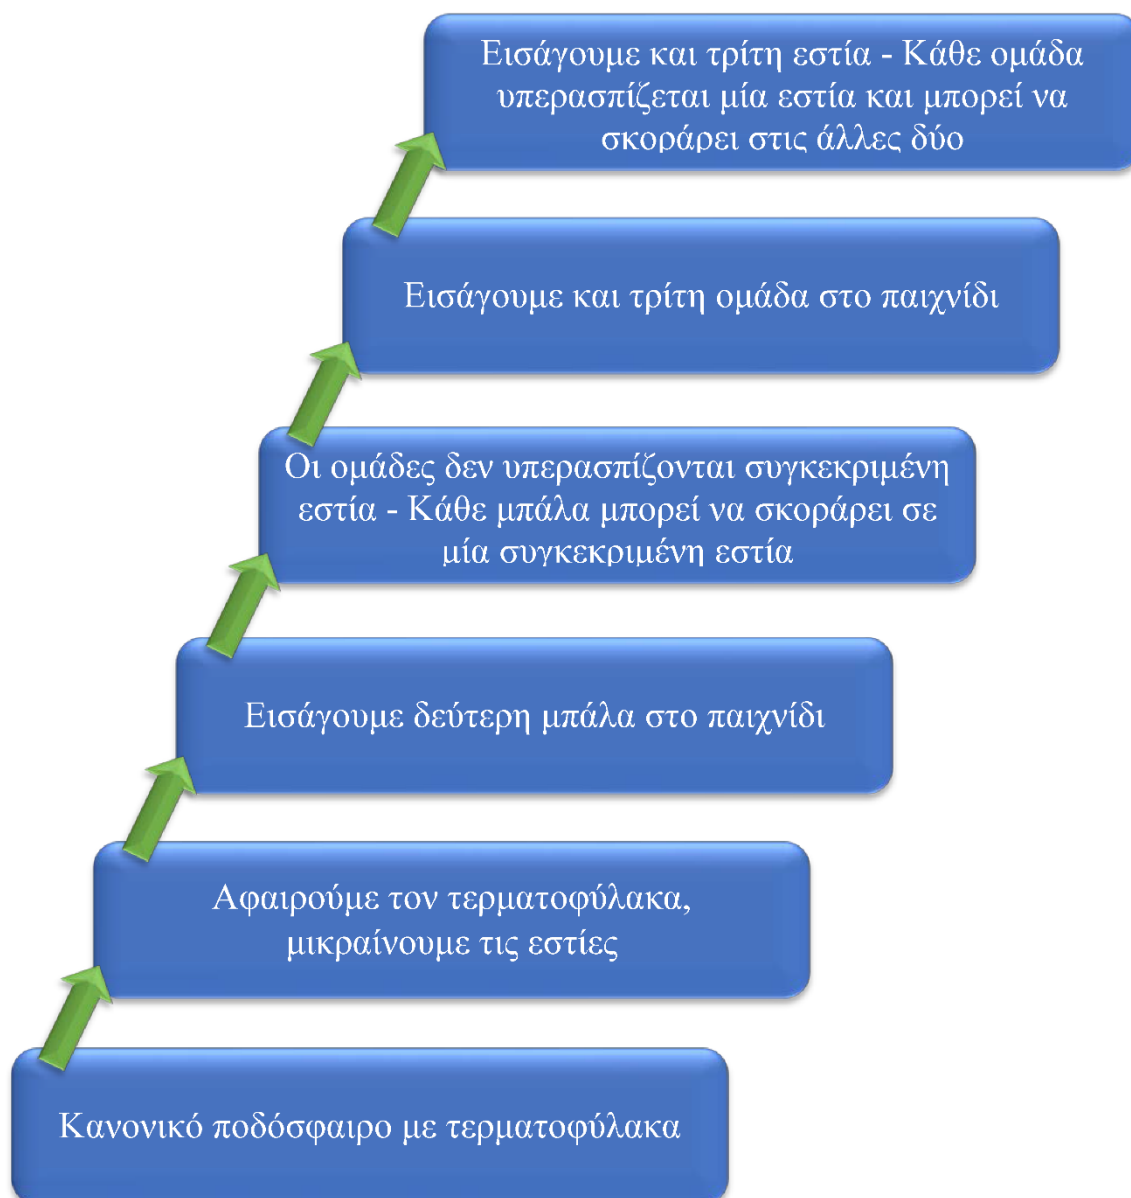 Εισάγουμε και τρίτη εστία - Κάθε ομάδα
υπερασπίζεται μία εστία και μπορεί να
σκοράρει στις άλλες δύο
Εισάγουμε και τρίτη ομάδα στο παιχνίδι
Οι ομάδες δεν υπερασπίζονται συγκεκριμένη
εστία - Κάθε μπάλα μπορεί να σκοράρει σε
μία συγκεκριμένη εστία
Εισάγουμε δεύτερη μπάλα στο παιχνίδι
Αφαιρούμε τον τερματοφύλακα,
μικραίνουμε τις εστίες
Κανονικό ποδόσφαιρο με τερματοφύλακα